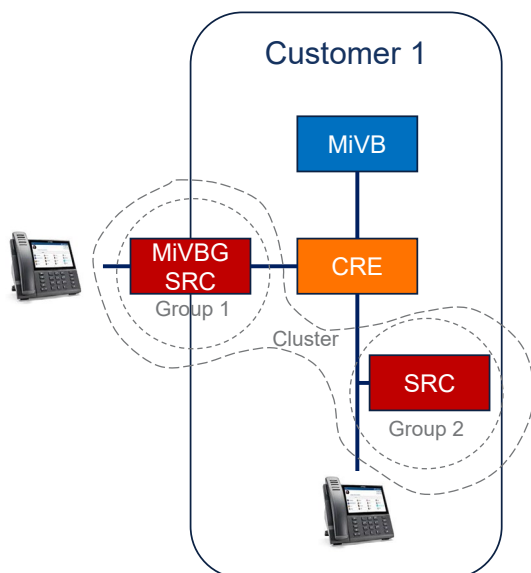 Customer 1
MiVB
MiVBG
SRC
CRE
Group 1
Cluster
SRC
Group 2